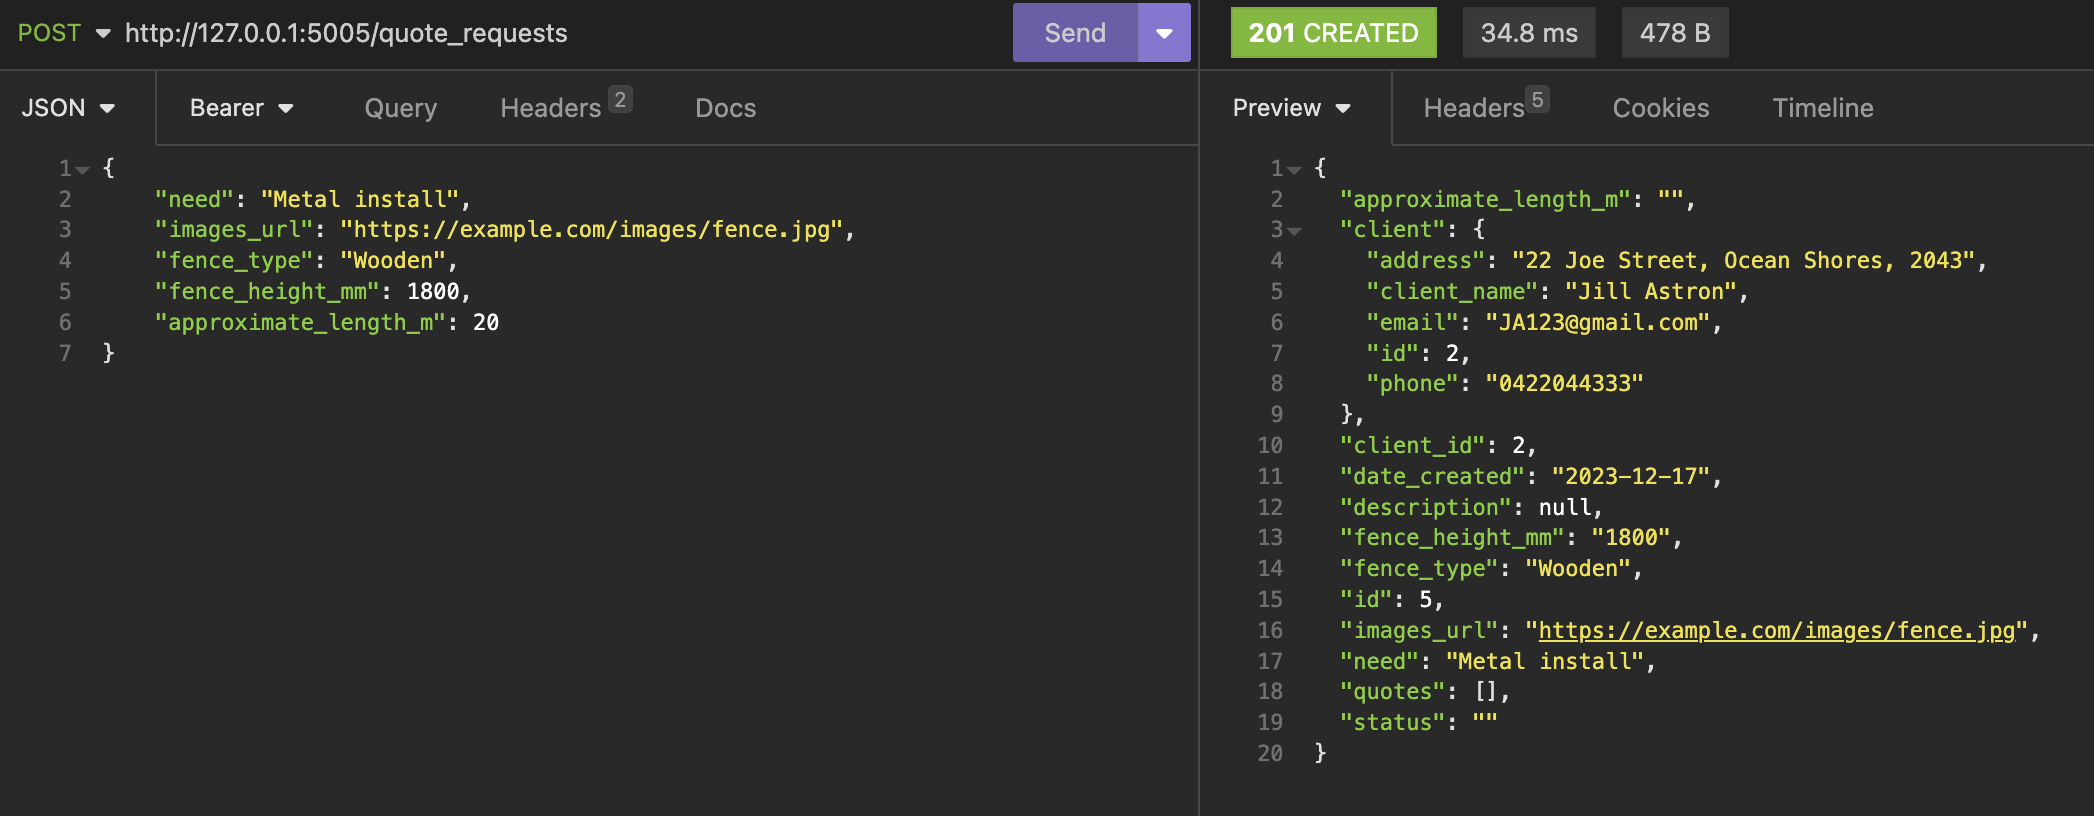 POST http://127.0.0.1:5005/quote_requests Send
JSON Bearer Query Headers 2 Docs
1 {
2 "need": "Metal install",
3 "images_url": "https://example.com/images/fence.jpg",
4 "fence_type": "Wooden",
5 "fence_height_mm": 1800,
6 "approximate_length_m": 20
7 }
201 CREATED 34.8 ms 478 B
Preview Headers 5 Cookies Timeline
1 {
2 "approximate_length_m": "",
3 "client": {
4 "address": "22 Joe Street, Ocean Shores, 2043",
5 "client_name": "Jill Astron",
6 "email": "JA123@gmail.com",
7 "id": 2,
8 "phone": "0422044333"
9 },
10 "client_id": 2,
11 "date_created": "2023-12-17",
12 "description": null,
13 "fence_height_mm": "1800",
14 "fence_type": "Wooden",
15 "id": 5,
16 "images_url": "https://example.com/images/fence.jpg",
17 "need": "Metal install",
18 "quotes": [],
19 "status": ""
20 }